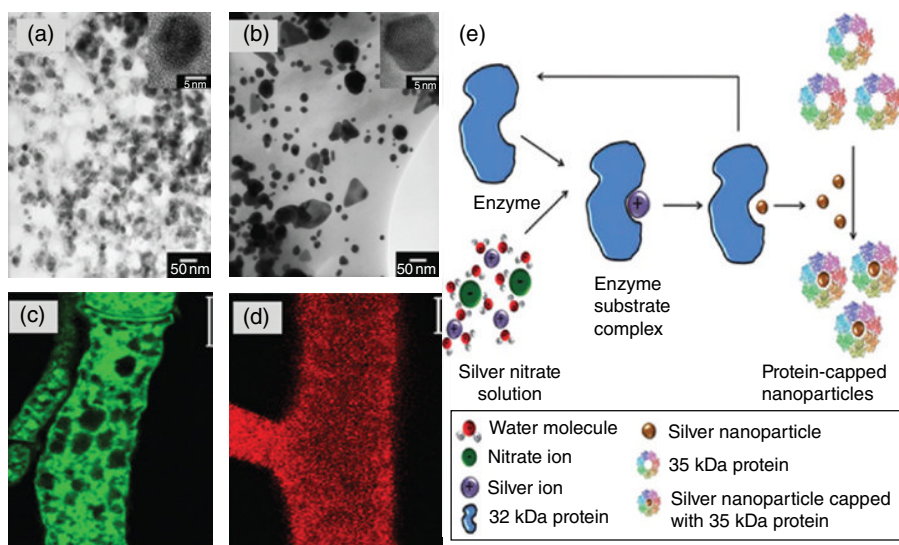 (a)
5 nm
50 nm
(b)
5 nm
50 nm
(c)
(d)
(e)
Enzyme
Enzyme
substrate
complex
Silver nitrate
solution
Protein-capped
nanoparticles
Water molecule
Nitrate ion
Silver ion
32 kDa protein
Silver nanoparticle
35 kDa protein
Silver nanoparticle capped
with 35 kDa protein